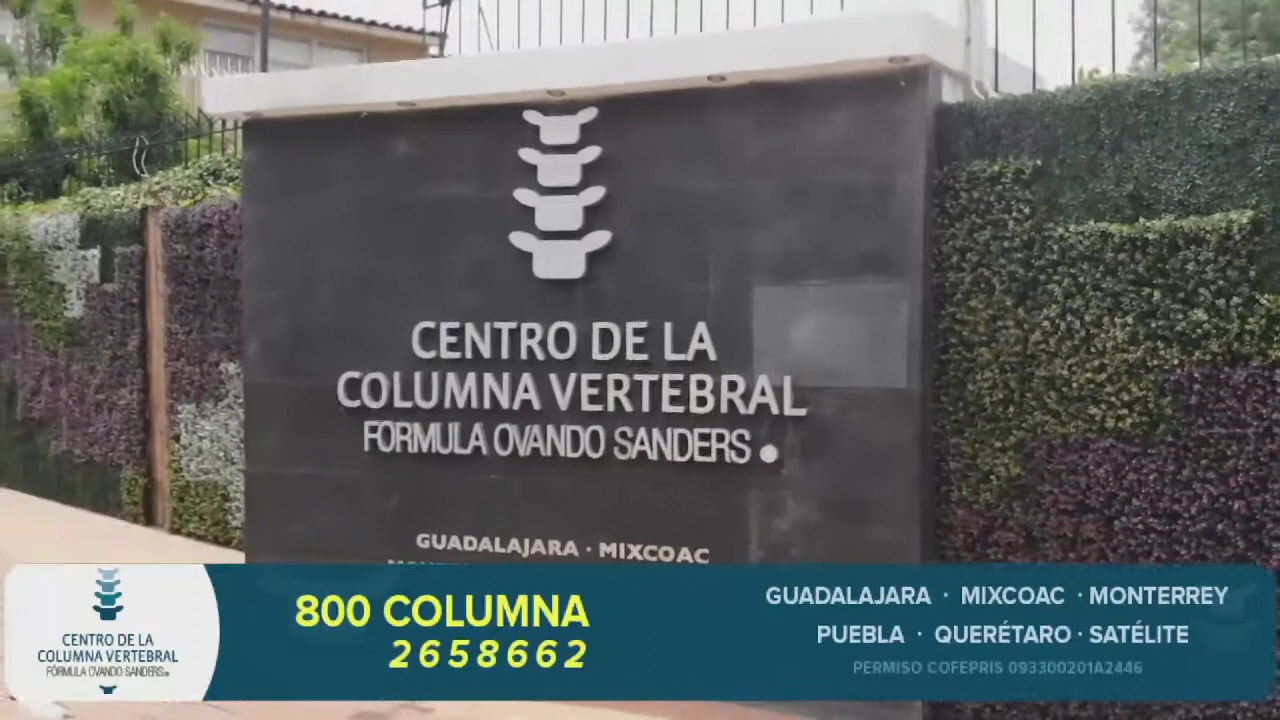 CENTRO DE LA
COLUMNA VERTEBRAL
FORMULA OVANDO SANDERS
GUADALAJARA · MIXCOAC
CENTRO DE LA
COLUMNA VERTEBRAL
FÓRMULA OVANDO SANDERS
800 COLUMNA
2658662
GUADALAJARA · MIXCOAC · MONTERREY
PUEBLA · QUERÉTARO · SATÉLITE
PERMISO COFEPRIS 093300201A2446